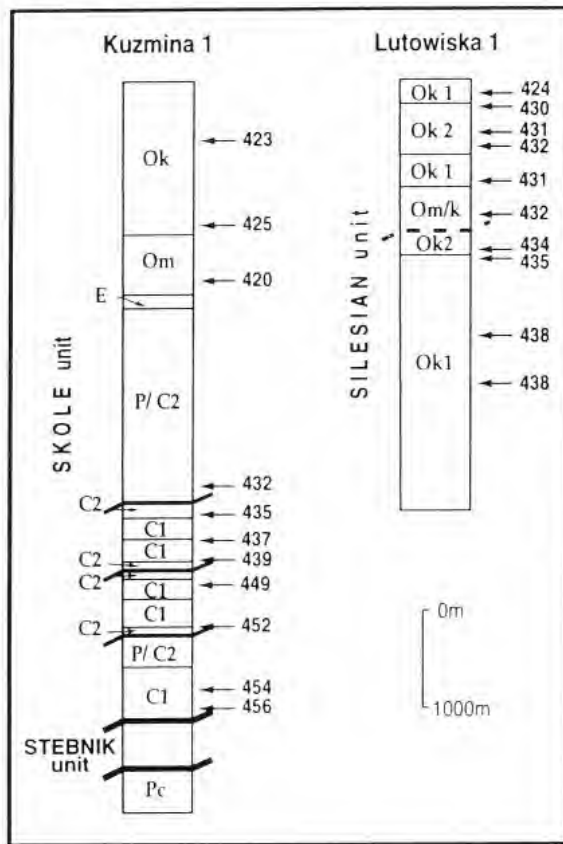 Kuzmina 1
Ok
423
425
Om
420
E
P/ C2
SKOLE unit
432
C2
435
C1
437
C1
C2
439
C2
C1
449
C1
C2
452
P/ C2
C1
454
456
STEBNIK
unit
Pc
Lutowiska 1
Ok 1
424
430
Ok 2
431
432
Ok 1
431
Om/k
432
Ok2
434
435
SILESIAN unit
438
Ok1
438
0m
1000m